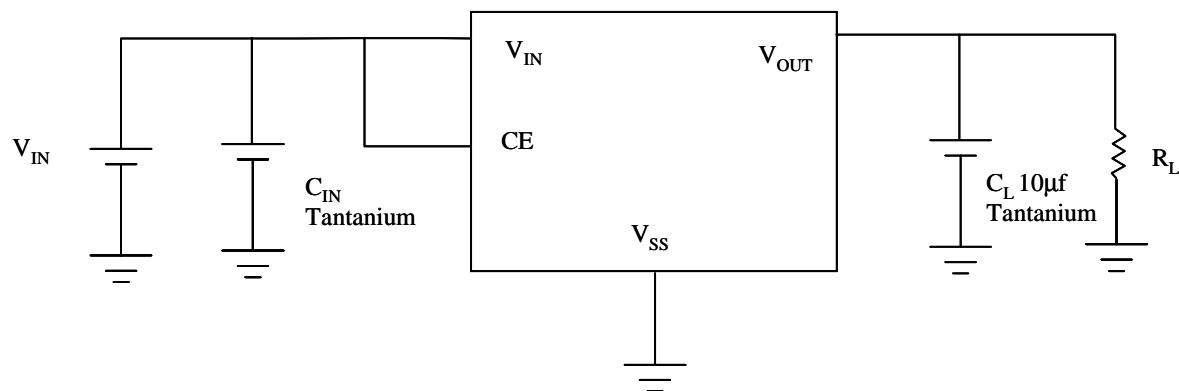 V_IN
V_OUT
CE
V_IN
C_IN
Tantanium
C_L 10μf
Tantanium
R_L
V_SS